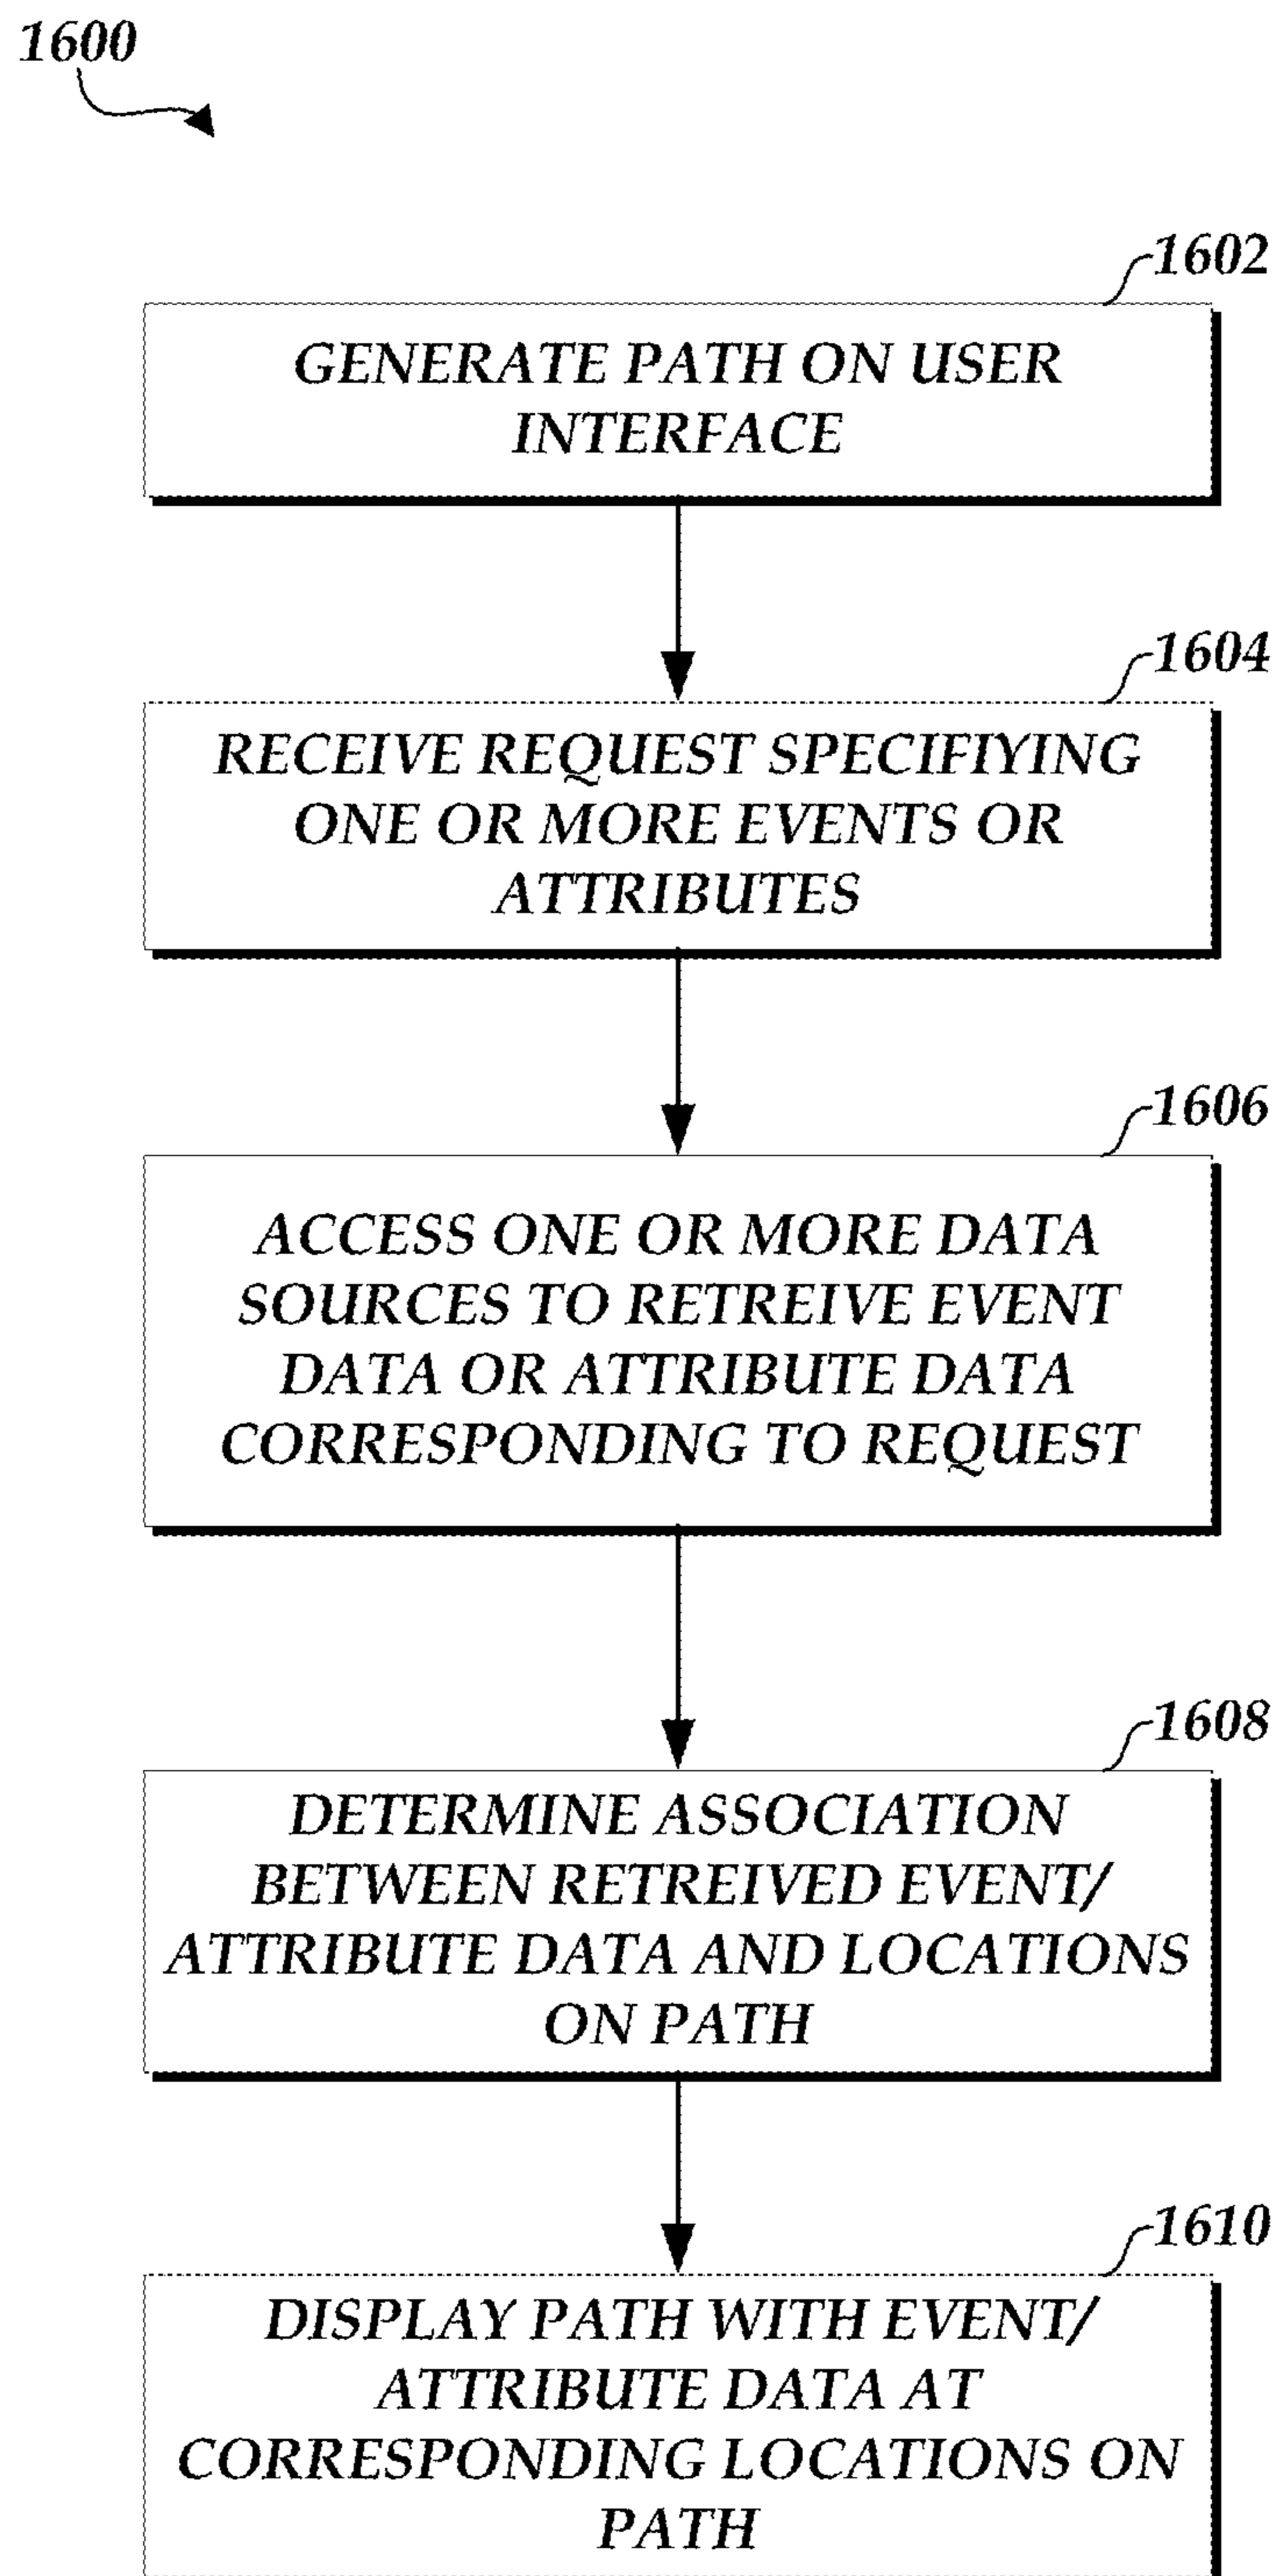 1600
1602
GENERATE PATH ON USER
INTERFACE
1604
RECEIVE REQUEST SPECIFIYING
ONE OR MORE EVENTS OR
ATTRIBUTES
1606
ACCESS ONE OR MORE DATA
SOURCES TO RETREIVE EVENT
DATA OR ATTRIBUTE DATA
CORRESPONDING TO REQUEST
1608
DETERMINE ASSOCIATION
BETWEEN RETREIVED EVENT/
ATTRIBUTE DATA AND LOCATIONS
ON PATH
1610
DISPLAY PATH WITH EVENT/
ATTRIBUTE DATA AT
CORRESPONDING LOCATIONS ON
PATH